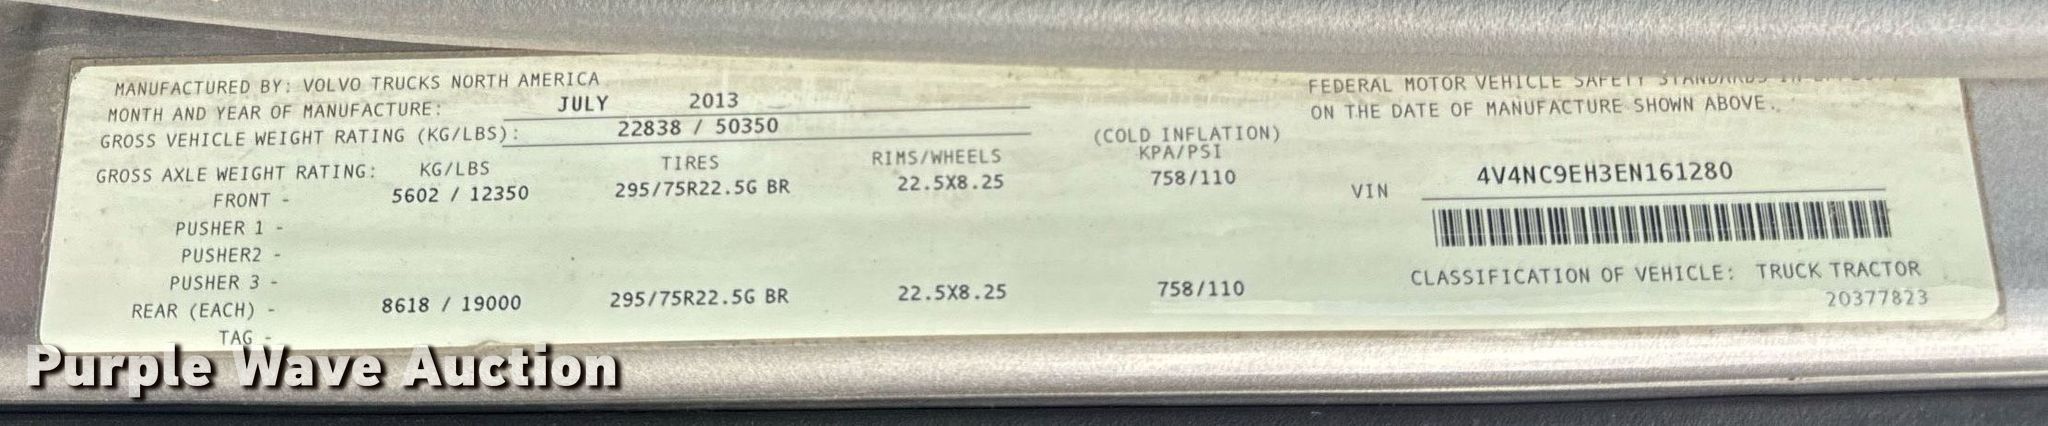 MANUFACTURED BY: VOLVO TRUCKS NORTH AMERICA
MONTH AND YEAR OF MANUFACTURE: JULY 2013
GROSS VEHICLE WEIGHT RATING (KG/LBS): 22838 / 50350
GROSS AXLE WEIGHT RATING: KG/LBS TIRES RIMS/WHEELS (COLD INFLATION) KPA/PSI
FRONT - 5602 / 12350 295/75R22.5G BR 22.5X8.25 758/110
PUSHER 1 -
PUSHER2 -
PUSHER 3 -
REAR (EACH) - 8618 / 19000 295/75R22.5G BR 22.5X8.25 758/110
TAG -
FEDERAL MOTOR VEHICLE SAFETY STANDARDS IN EFFECT
ON THE DATE OF MANUFACTURE SHOWN ABOVE.
VIN 4V4NC9EH3EN161280
CLASSIFICATION OF VEHICLE: TRUCK TRACTOR
20377823
Purple Wave Auction